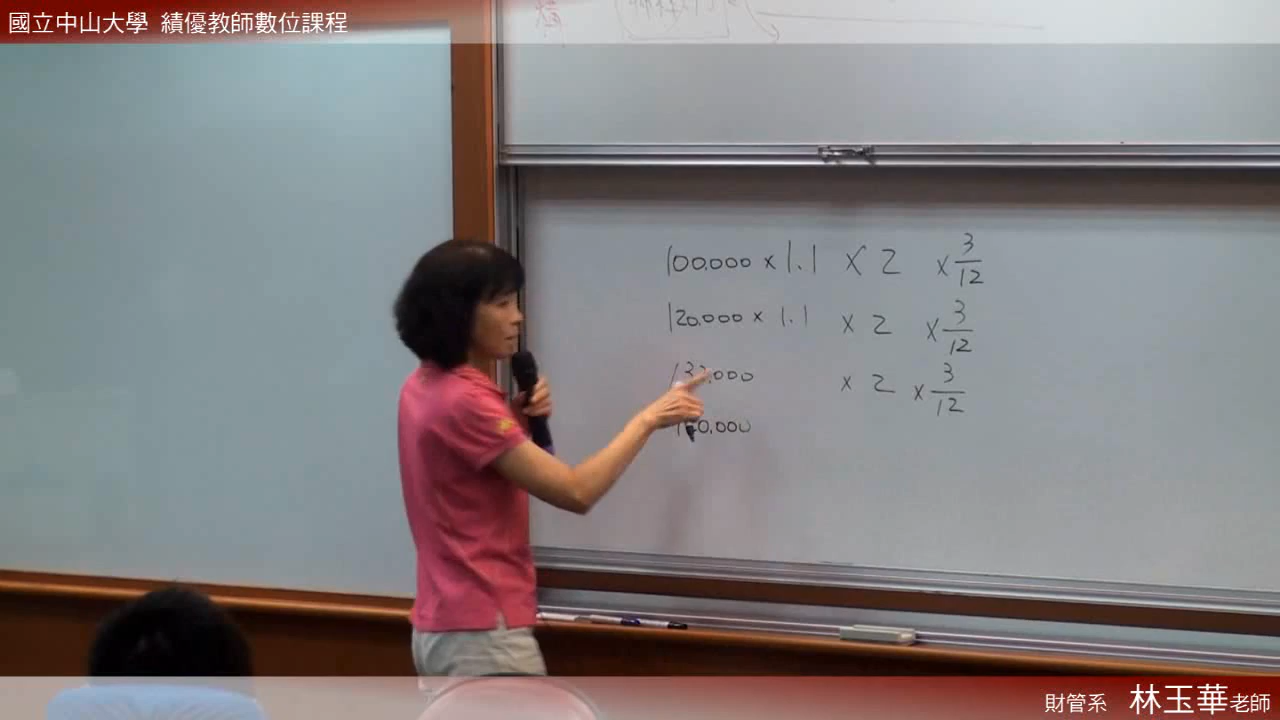 國立中山大學 績優教師數位課程
100,000 × 1.1 × 2 × 3/12
120,000 × 1.1 × 2 × 3/12
132,000 × 2 × 3/12
財管系 林玉華老師